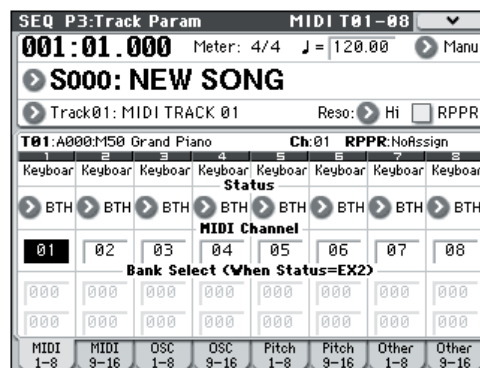 SEQ P3:Track Param MIDI T01-08
001:01.000 Meter: 4/4 ♩= 120.00 Manu
S000: NEW SONG
Track01: MIDI TRACK 01 Reso: Hi RPPR
T01:A000:M50 Grand Piano Ch:01 RPPR:NoAssign
1 2 3 4 5 6 7 8
Keyboar Keyboar Keyboar Keyboar Keyboar Keyboar Keyboar Keyboar
Status
BTH BTH BTH BTH BTH BTH BTH BTH
MIDI Channel
01 02 03 04 05 06 07 08
Bank Select (When Status=EX2)
000 000 000 000 000 000 000 000
000 000 000 000 000 000 000 000
MIDI 1-8 MIDI 9-16 OSC 1-8 OSC 9-16 Pitch 1-8 Pitch 9-16 Other 1-8 Other 9-16